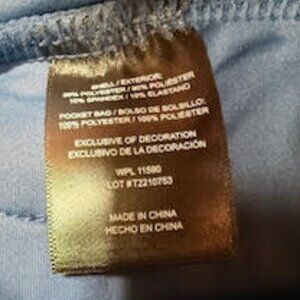 SHELL / EXTERIOR:
90% POLYESTER / 90% POLIÉSTER
10% SPANDEX / 10% ELASTANO
POCKET BAG / BOLSO DE BOLSILLO:
100% POLYESTER / 100% POLIÉSTER
EXCLUSIVE OF DECORATION
EXCLUSIVO DE LA DECORACIÓN
WPL 11580
LOT #T2210753
MADE IN CHINA
HECHO EN CHINA